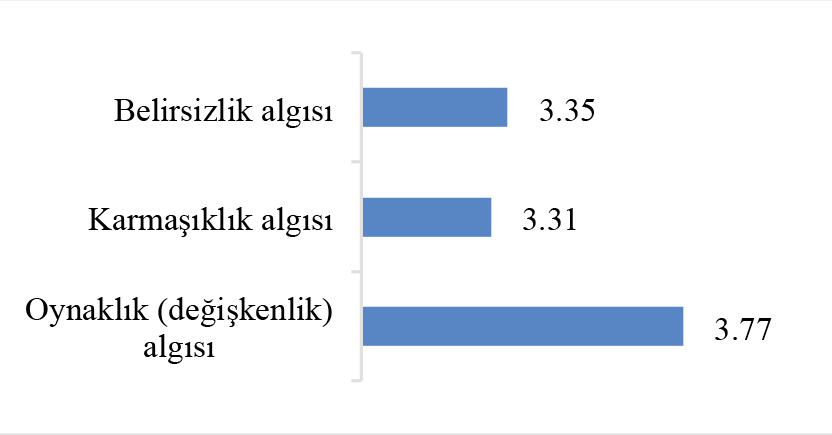 Belirsizlik algısı 3.35
Karmaşıklık algısı 3.31
Oynaklık (değişkenlik)
algısı 3.77